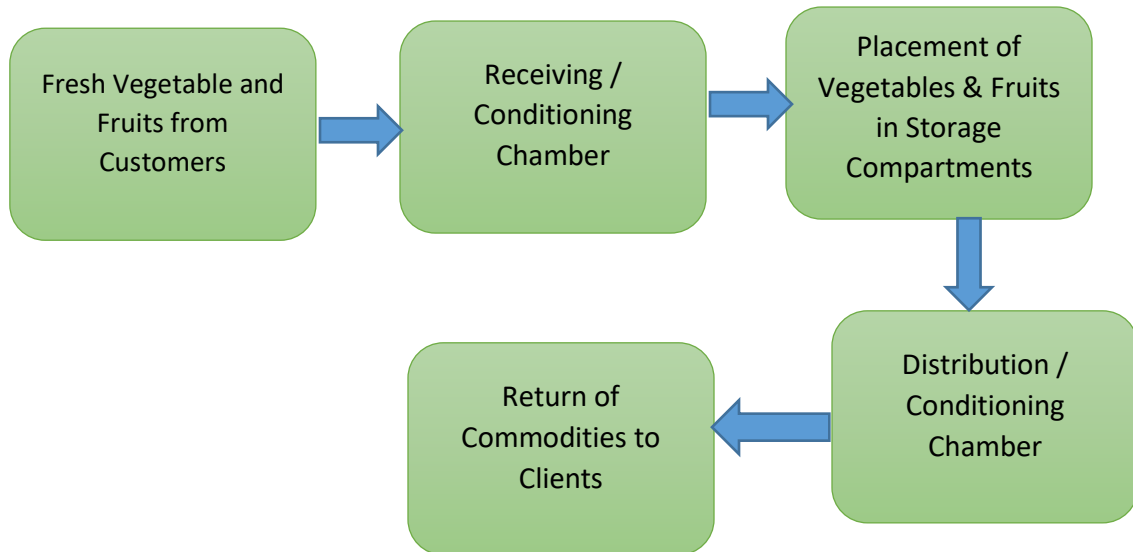 Fresh Vegetable and
Fruits from
Customers
Receiving /
Conditioning
Chamber
Placement of
Vegetables & Fruits
in Storage
Compartments
Distribution /
Conditioning
Chamber
Return of
Commodities to
Clients